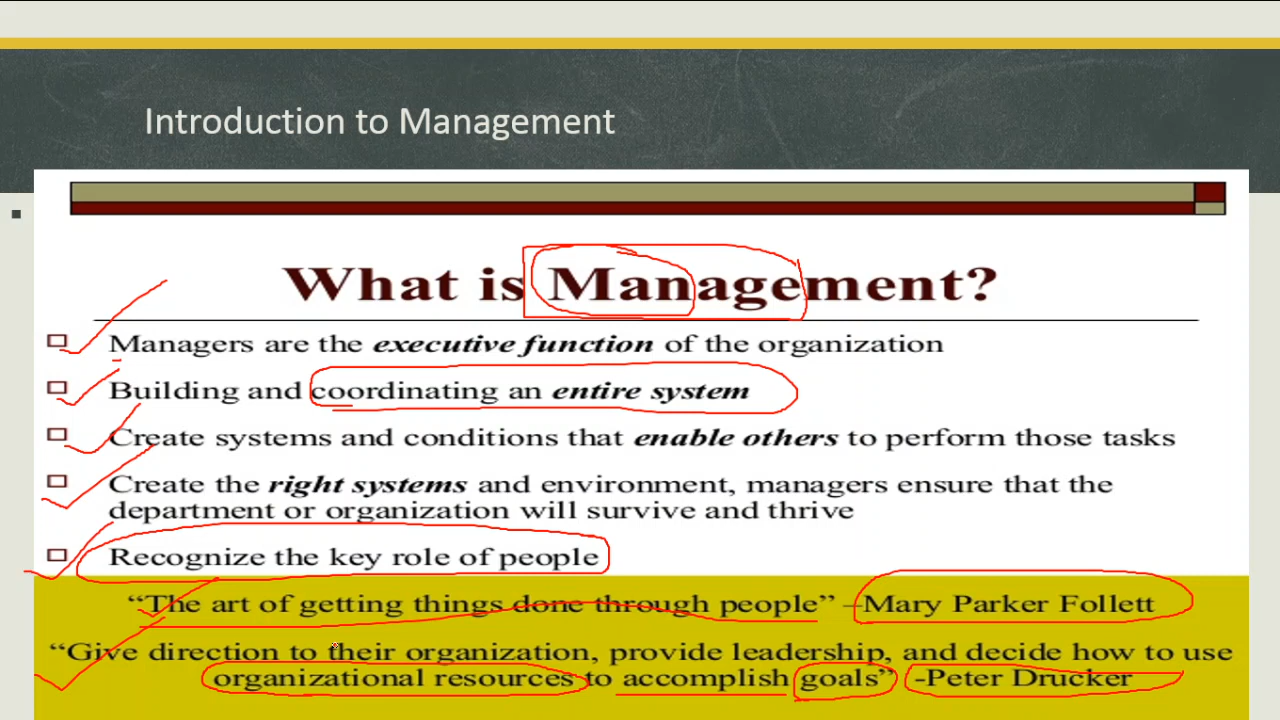 Introduction to Management
What is Management?
Managers are the executive function of the organization
Building and coordinating an entire system
Create systems and conditions that enable others to perform those tasks
Create the right systems and environment, managers ensure that the
department or organization will survive and thrive
Recognize the key role of people
“The art of getting things done through people” –Mary Parker Follett
“Give direction to their organization, provide leadership, and decide how to use
organizational resources to accomplish goals” -Peter Drucker